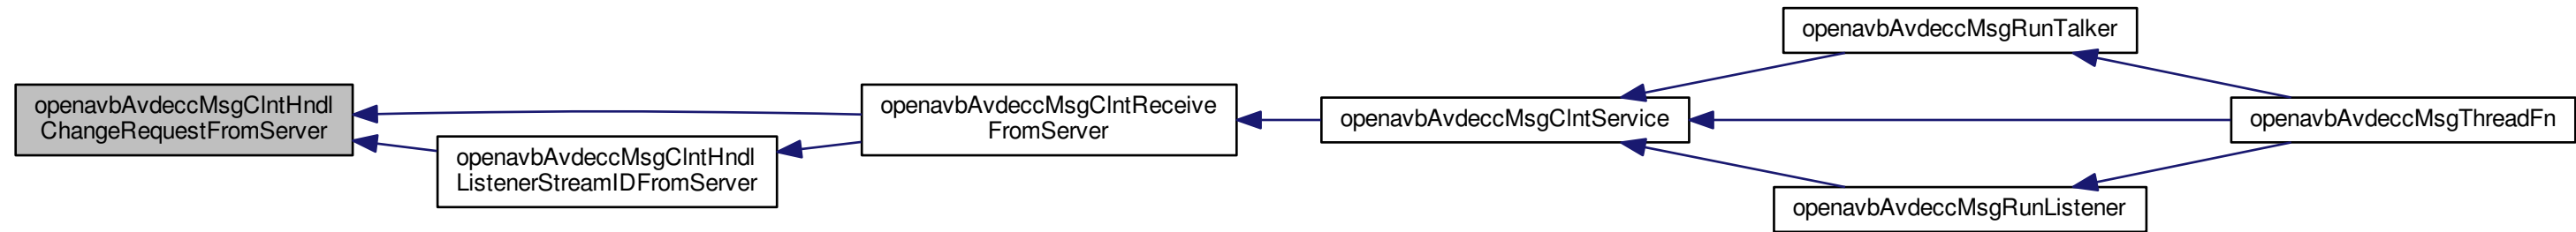 openavbAvdeccMsgClntHndl
ChangeRequestFromServer
openavbAvdeccMsgClntHndl
ListenerStreamIDFromServer
openavbAvdeccMsgClntReceive
FromServer
openavbAvdeccMsgClntService
openavbAvdeccMsgRunTalker
openavbAvdeccMsgRunListener
openavbAvdeccMsgThreadFn